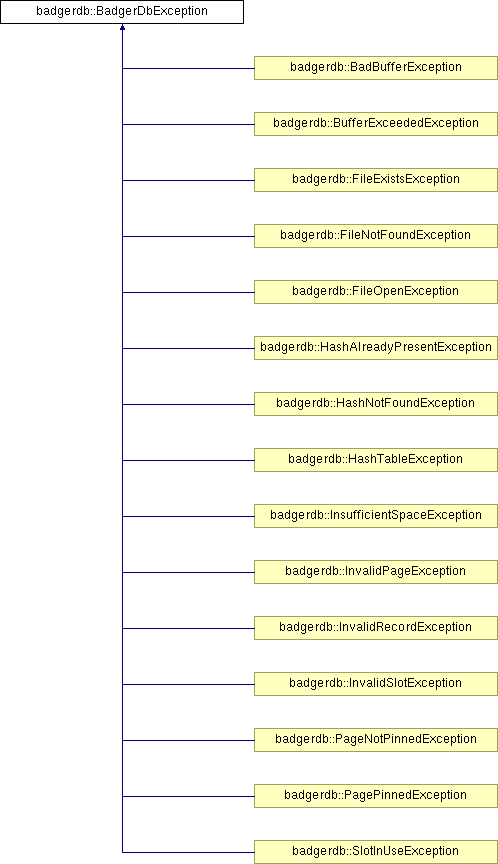 badgerdb::BadgerDbException
badgerdb::BadBufferException
badgerdb::BufferExceededException
badgerdb::FileExistsException
badgerdb::FileNotFoundException
badgerdb::FileOpenException
badgerdb::HashAlreadyPresentException
badgerdb::HashNotFoundException
badgerdb::HashTableException
badgerdb::InsufficientSpaceException
badgerdb::InvalidPageException
badgerdb::InvalidRecordException
badgerdb::InvalidSlotException
badgerdb::PageNotPinnedException
badgerdb::PagePinnedException
badgerdb::SlotInUseException